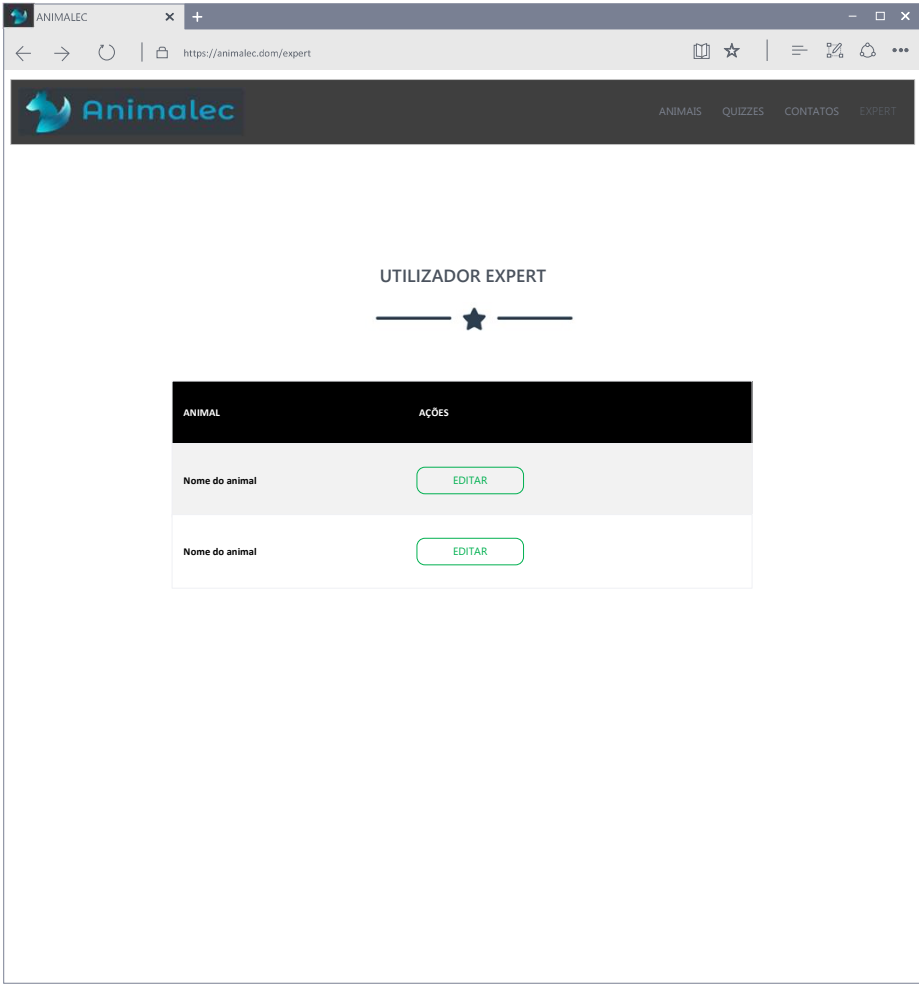 ANIMALEC
https://animalec.dom/expert
Animalec
ANIMAIS QUIZZES CONTATOS EXPERT
UTILIZADOR EXPERT
ANIMAL AÇÕES
Nome do animal EDITAR
Nome do animal EDITAR